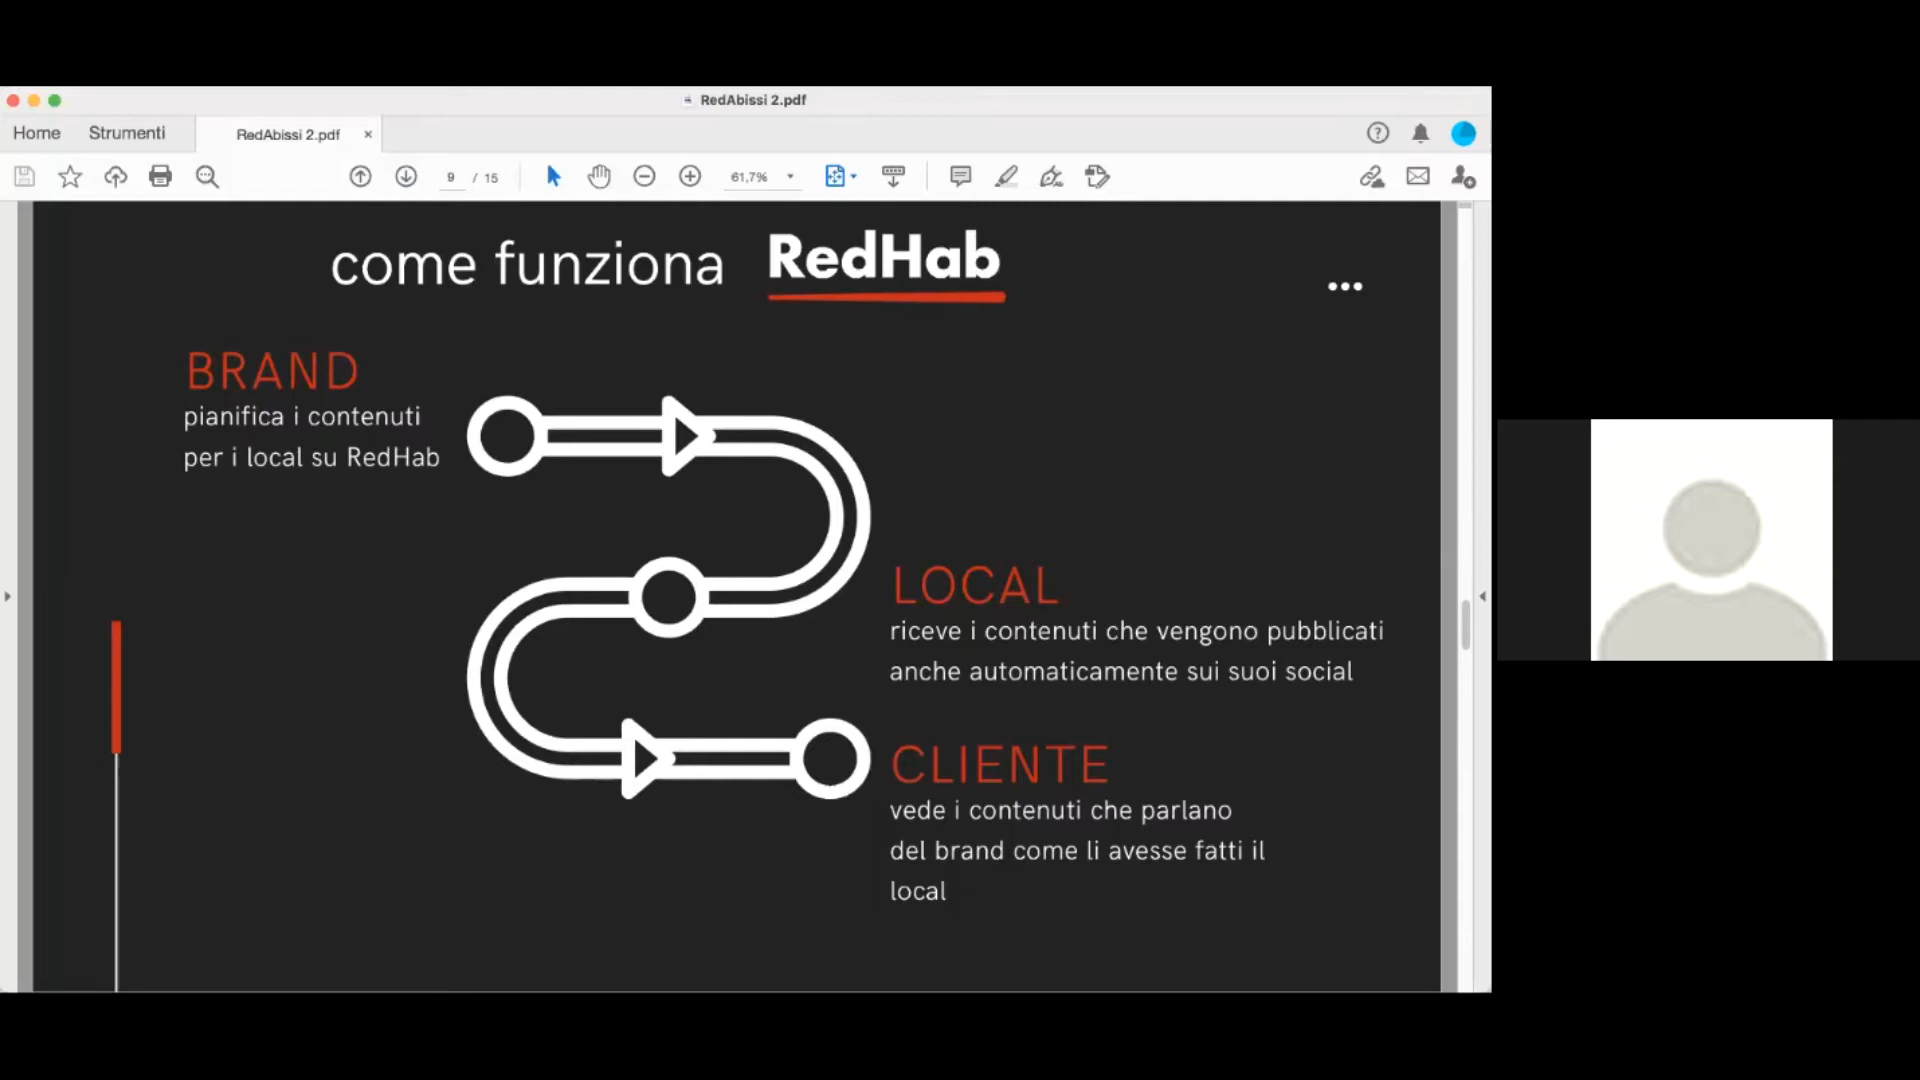 RedAbissi 2.pdf
Home Strumenti RedAbissi 2.pdf ×
9 / 15 61,7%
come funziona RedHab
BRAND
pianifica i contenuti
per i local su RedHab
LOCAL
riceve i contenuti che vengono pubblicati
anche automaticamente sui suoi social
CLIENTE
vede i contenuti che parlano
del brand come li avesse fatti il
local